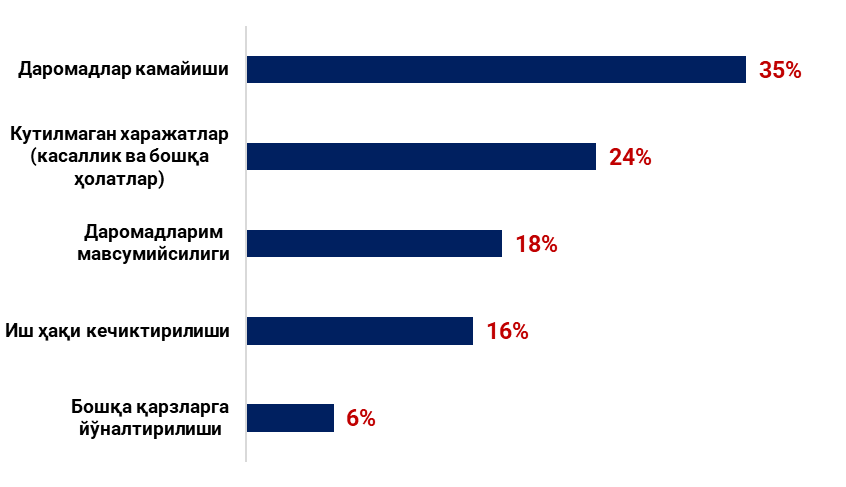 Даромадлар камайиши
35%
Кутилмаган харажатлар
(касаллик ва бошқа
ҳолатлар)
24%
Даромадларим
мавсумийсилиги
18%
Иш ҳақи кечиктирилиши
16%
Бошқа қарзларга
йўналтирилиши
6%